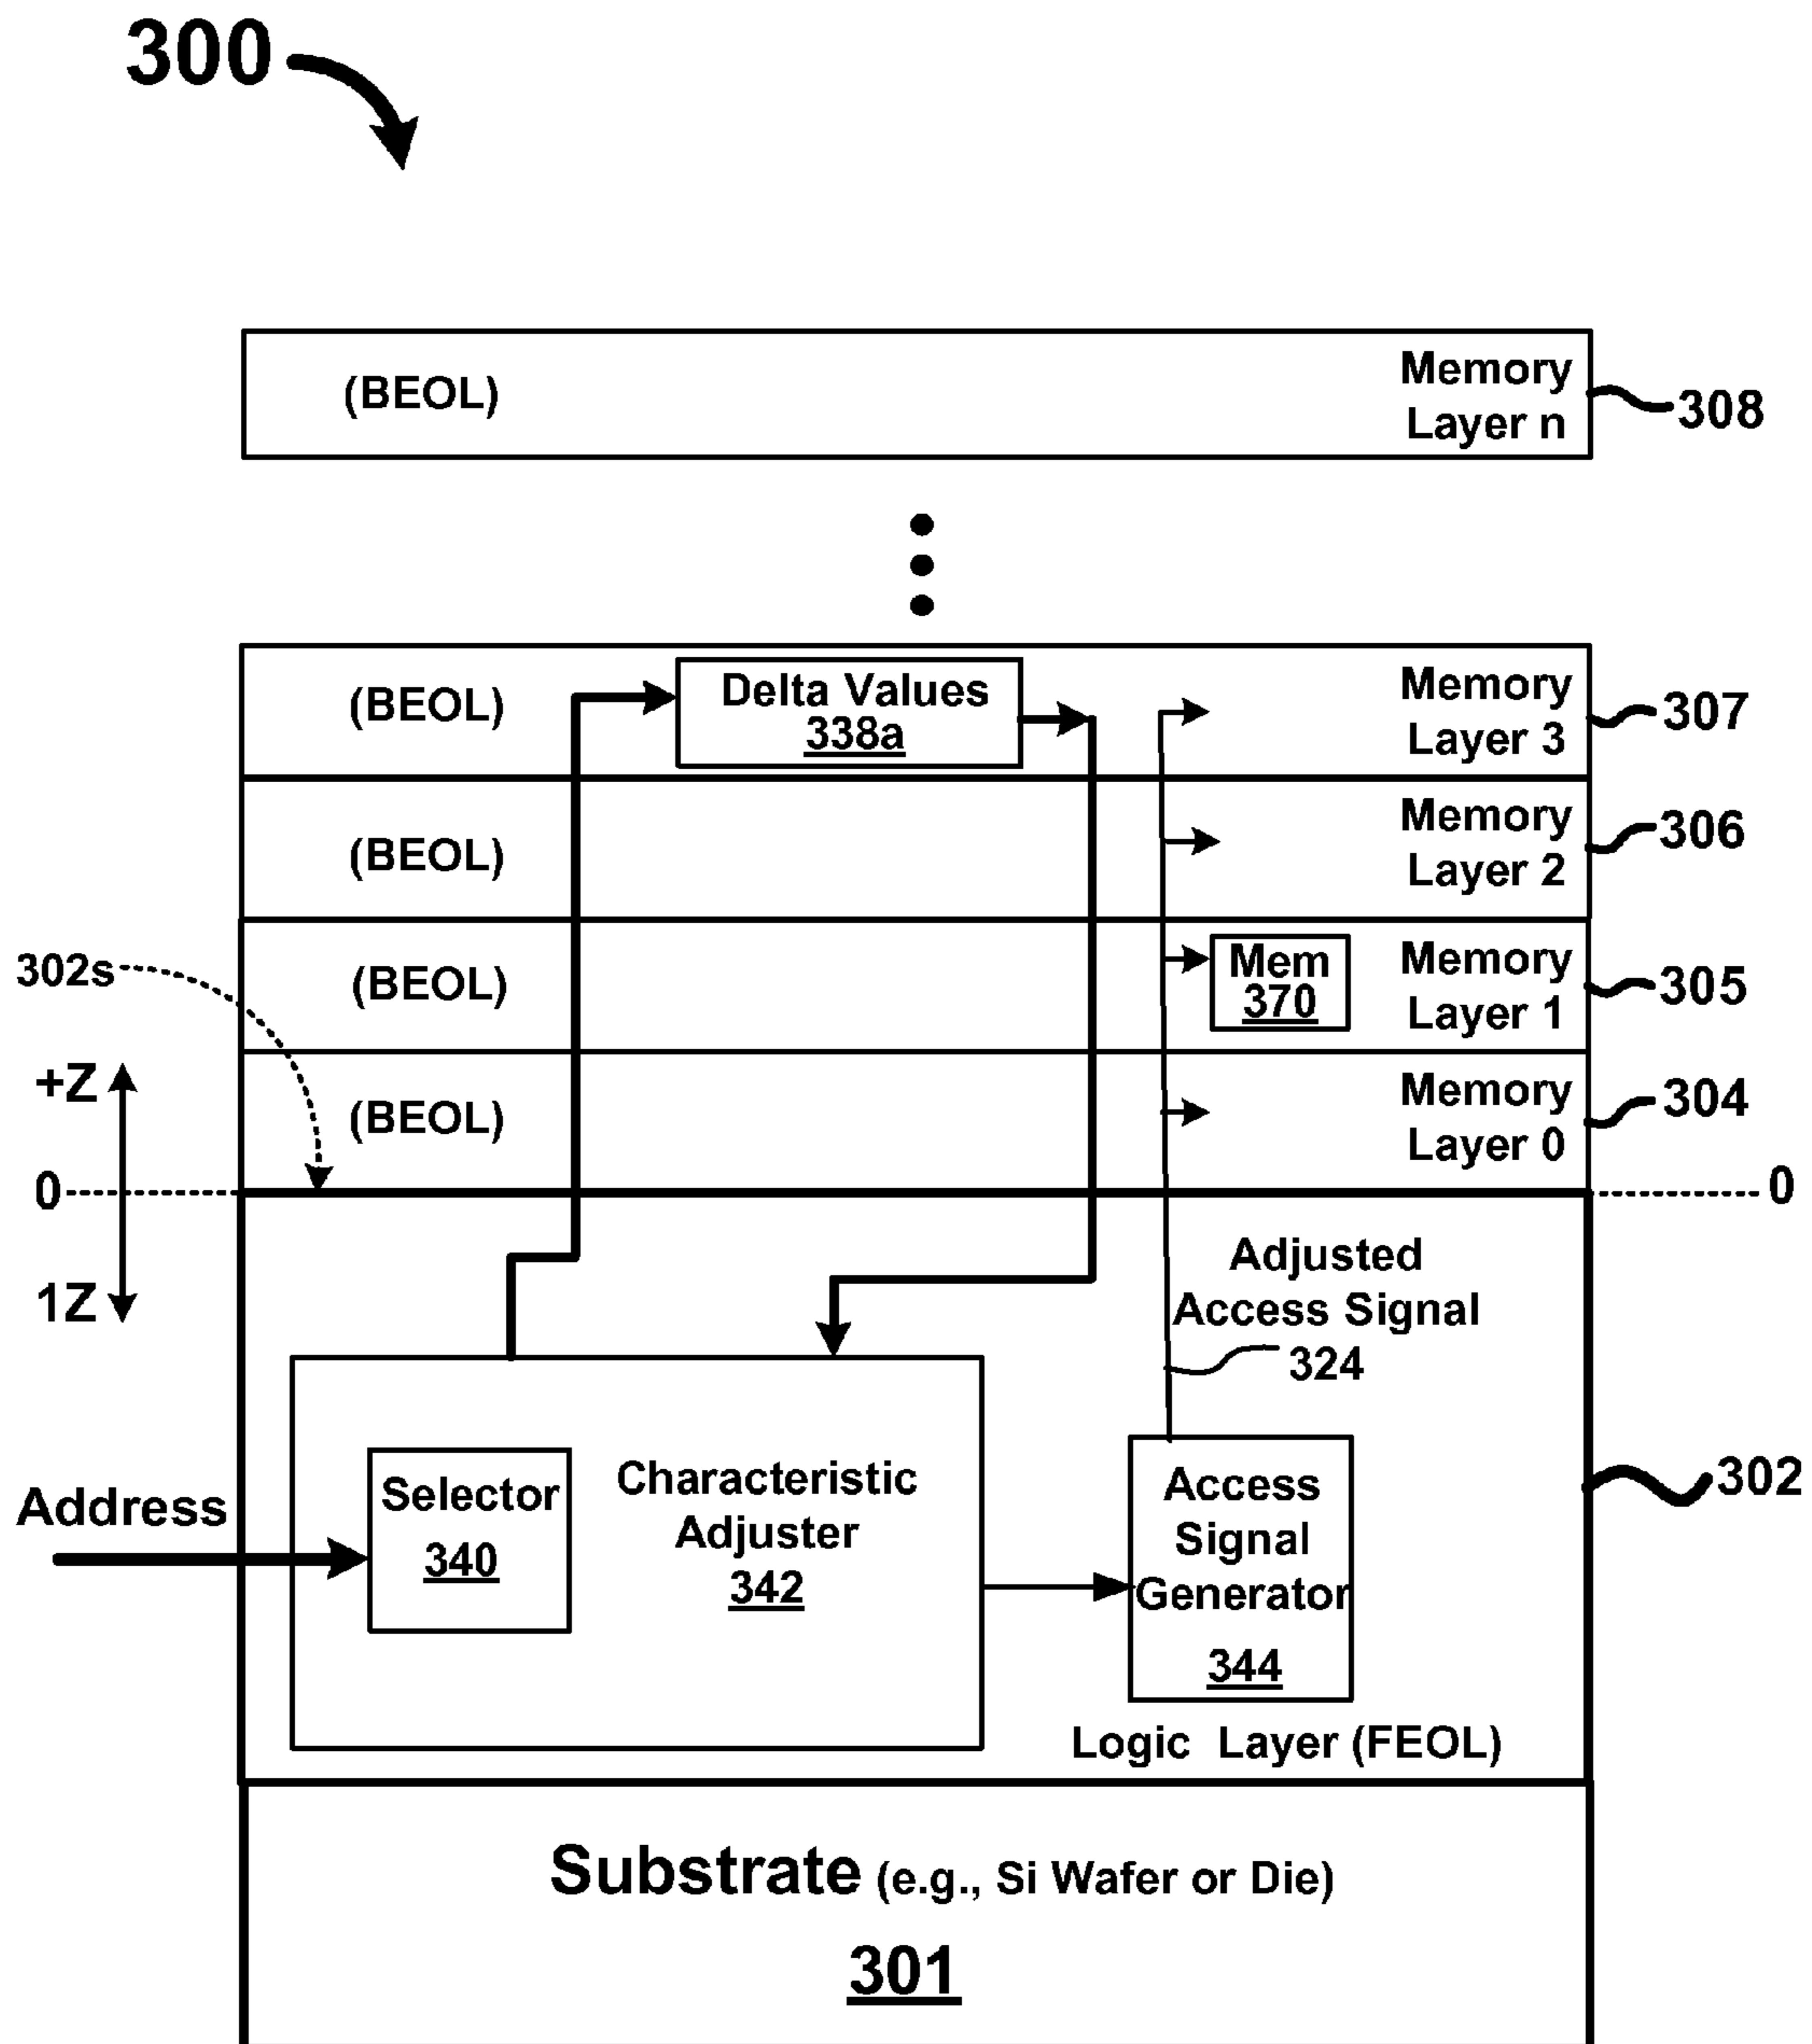 300
(BEOL)
Memory
Layer n
308
(BEOL)
Delta Values
338a
Memory
Layer 3
307
(BEOL)
Memory
Layer 2
306
302s
(BEOL)
Mem
370
Memory
Layer 1
305
+Z
(BEOL)
Memory
Layer 0
304
0
0
1Z
Adjusted
Access Signal
324
Address
Selector
340
Characteristic
Adjuster
342
Access
Signal
Generator
344
302
Logic Layer (FEOL)
Substrate (e.g., Si Wafer or Die)
301